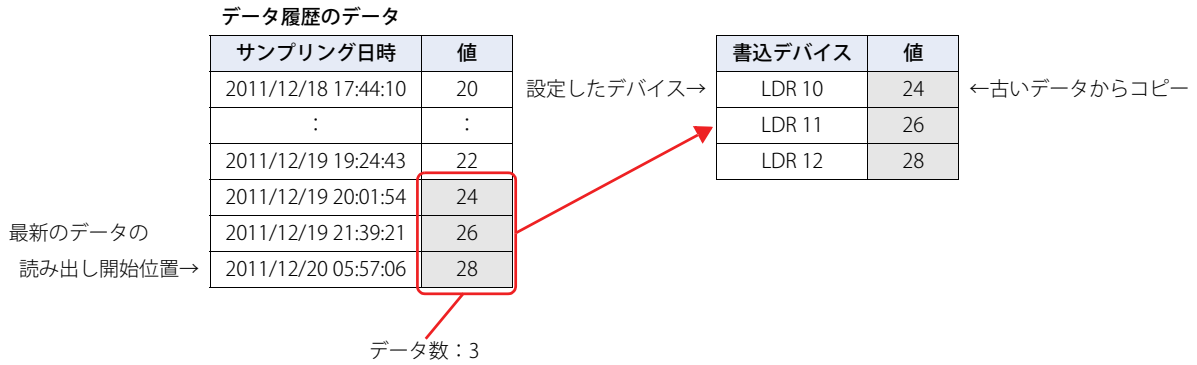 データ履歴のデータ
サンプリング日時 値
2011/12/18 17:44:10 20
: :
2011/12/19 19:24:43 22
2011/12/19 20:01:54 24
2011/12/19 21:39:21 26
2011/12/20 05:57:06 28
最新のデータの
読み出し開始位置→
データ数：3
設定したデバイス→
書込デバイス 値
LDR 10 24
LDR 11 26
LDR 12 28
←古いデータからコピー